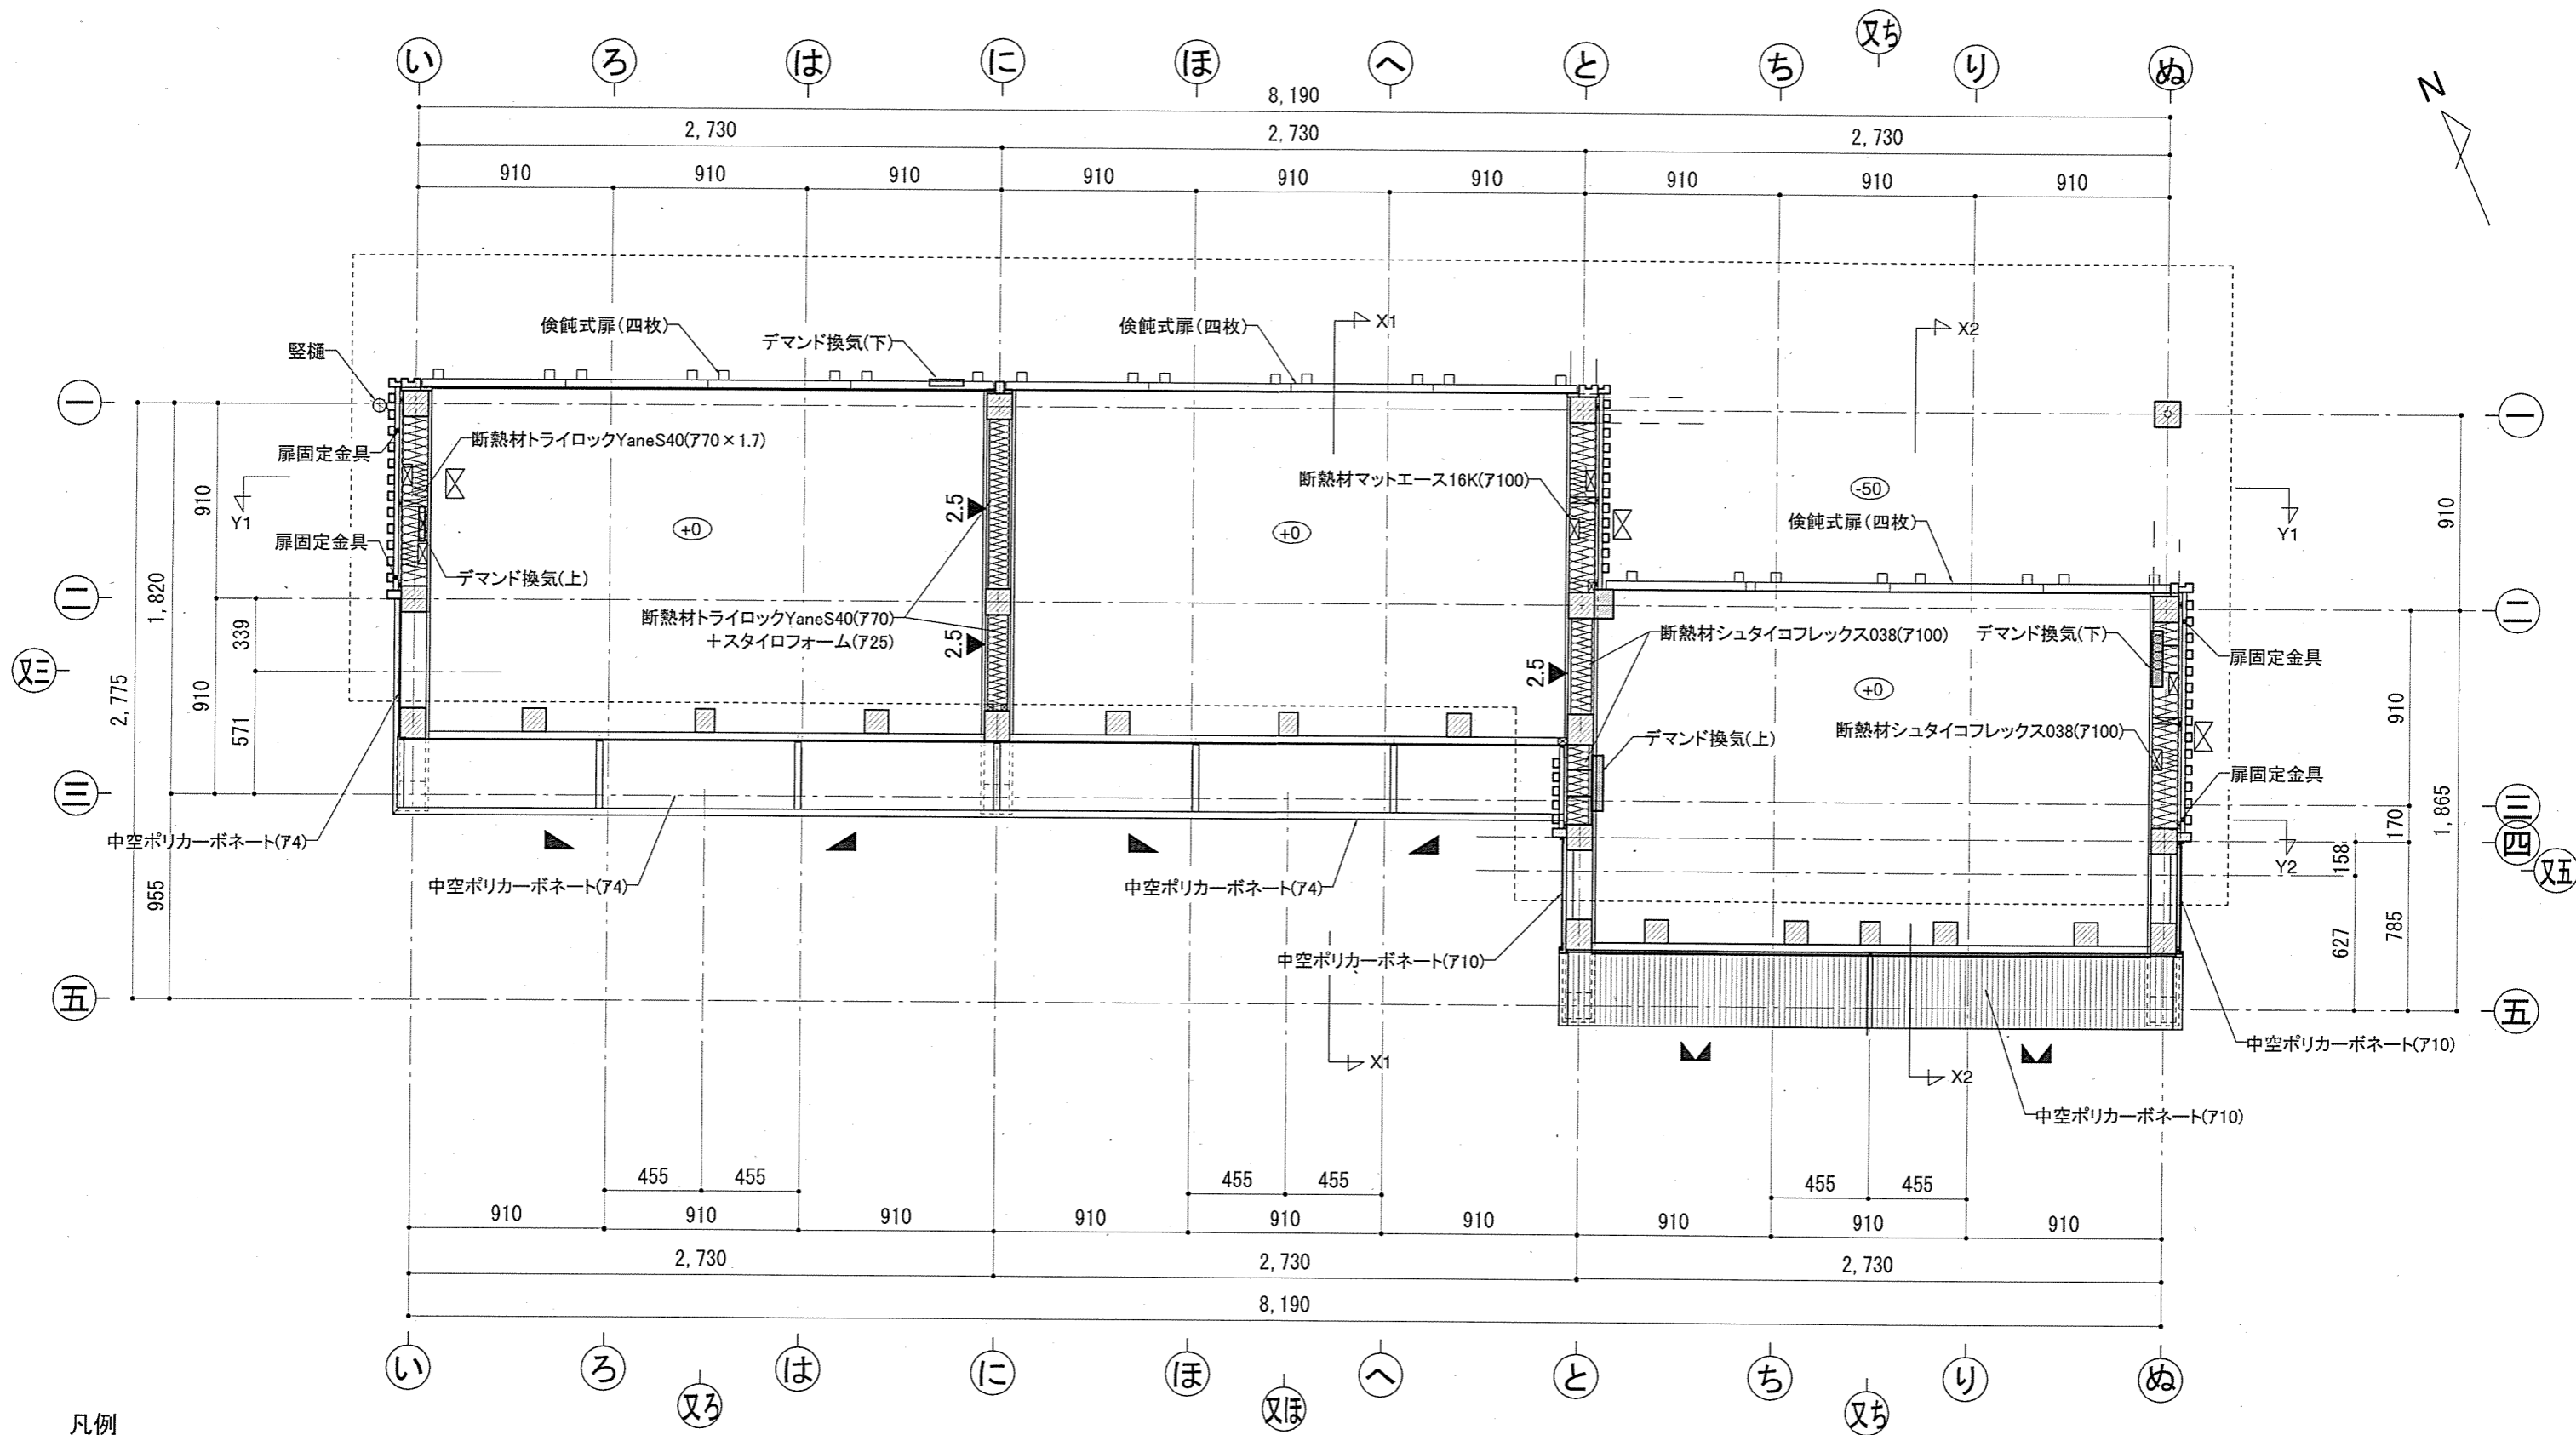 又ち
い ろ は に ほ へ と ち り ぬ
N
8,190
2,730 2,730 2,730
910 910 910 910 910 910 910 910 910
倹飩式扉(四枚)
デマンド換気(下)
倹飩式扉(四枚)
X1
X2
竪樋
一
一
扉固定金具
断熱材トライロックYaneS40(ア70×1.7)
断熱材マットエース16K(ア100)
910
Y1
2.5
-50
910
Y1
+0
+0
倹飩式扉(四枚)
扉固定金具
デマンド換気(上)
二
二
1,820
339
断熱材トライロックYaneS40(ア70)
+スタイロフォーム(ア25)
2.5
断熱材シュタイコフレックス038(ア100)
デマンド換気(下)
扉固定金具
又三
2,775
910
571
2.5
+0
910
デマンド換気(上)
断熱材シュタイコフレックス038(ア100)
扉固定金具
三
三
170
1,865
中空ポリカーボネート(ア4)
四
158
Y2
又五
中空ポリカーボネート(ア4)
中空ポリカーボネート(ア4)
955
627
785
中空ポリカーボネート(ア10)
五
五
中空ポリカーボネート(ア10)
X1
X2
中空ポリカーボネート(ア10)
455 455 455 455 455 455
910 910 910 910 910 910 910 910 910
2,730 2,730 2,730
8,190
い ろ は に ほ へ と ち り ぬ
又ろ 又ほ 又ち
凡例